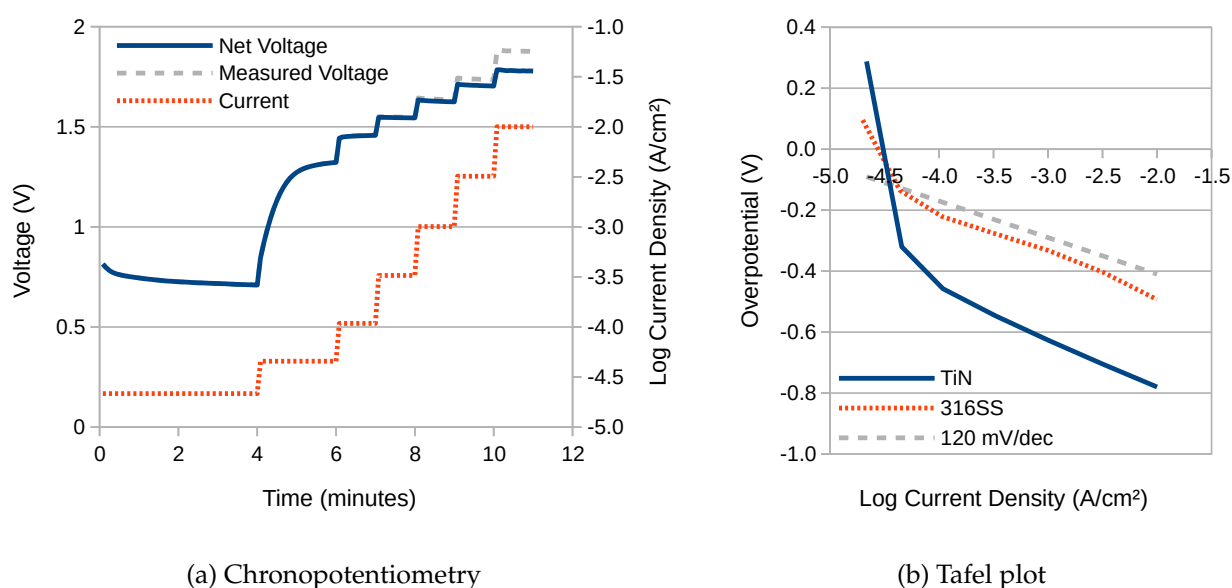 2
1.5
1
0.5
0
Voltage (V)
Net Voltage
Measured Voltage
Current
-1.0
-1.5
-2.0
-2.5
-3.0
-3.5
-4.0
-4.5
-5.0
Log Current Density (A/cm²)
0 2 4 6 8 10 12
Time (minutes)
(a) Chronopotentiometry
0.4
0.2
0.0
-0.2
-0.4
-0.6
-0.8
-1.0
Overpotential (V)
-5.0 -4.5 -4.0 -3.5 -3.0 -2.5 -2.0 -1.5
TiN
316SS
120 mV/dec
Log Current Density (A/cm²)
(b) Tafel plot